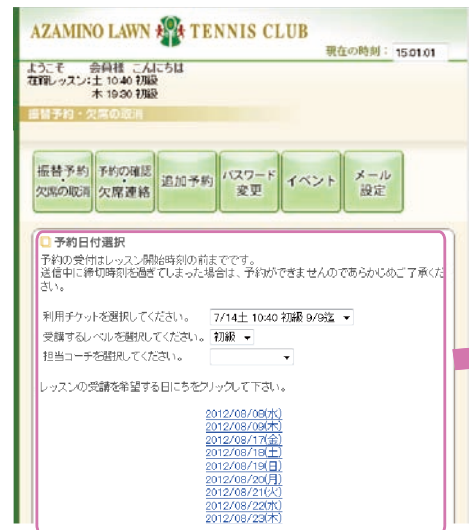 AZAMINO LAWN TENNIS CLUB
現在の時刻： 15:01:01
ようこそ 会員様 こんにちは
在籍レッスン：土 10:40 初級
木 19:30 初級
振替予約・欠席の取消
振替予約
欠席の取消
予約の確認
欠席連絡
追加予約
パスワード
変更
イベント
メール
設定
予約日付選択
予約の受付はレッスン開始時刻の前までです。
送信中に締切時刻を過ぎてしまった場合は、予約ができませんのであらかじめご了承くだ
さい。
利用チケットを選択してください。 7/14土 10:40 初級 9/9迄
受講するレベルを選択してください。 初級
担当コーチを選択してください。
レッスンの受講を希望する日にちをクリックして下さい。
2012/08/08(水)
2012/08/09(木)
2012/08/17(金)
2012/08/18(土)
2012/08/19(日)
2012/08/20(月)
2012/08/21(火)
2012/08/22(水)
2012/08/23(木)